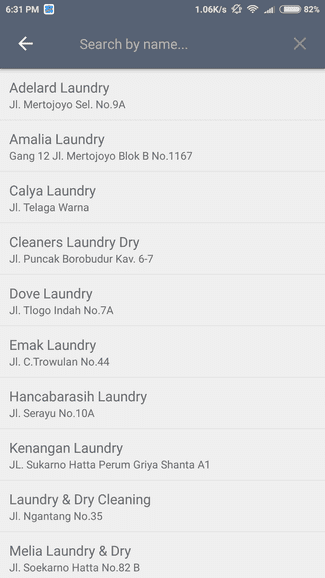 6:31 PM
1.06K/s
82%
Search by name...
Adelard Laundry
Jl. Mertojoyo Sel. No.9A
Amalia Laundry
Gang 12 Jl. Mertojoyo Blok B No.1167
Calya Laundry
Jl. Telaga Warna
Cleaners Laundry Dry
Jl. Puncak Borobudur Kav. 6-7
Dove Laundry
Jl. Tlogo Indah No.7A
Emak Laundry
Jl. C.Trowulan No.44
Hancabarasih Laundry
Jl. Serayu No.10A
Kenangan Laundry
JL. Sukarno Hatta Perum Griya Shanta A1
Laundry & Dry Cleaning
Jl. Ngantang No.35
Melia Laundry & Dry
Jl. Soekarno Hatta No.82 B